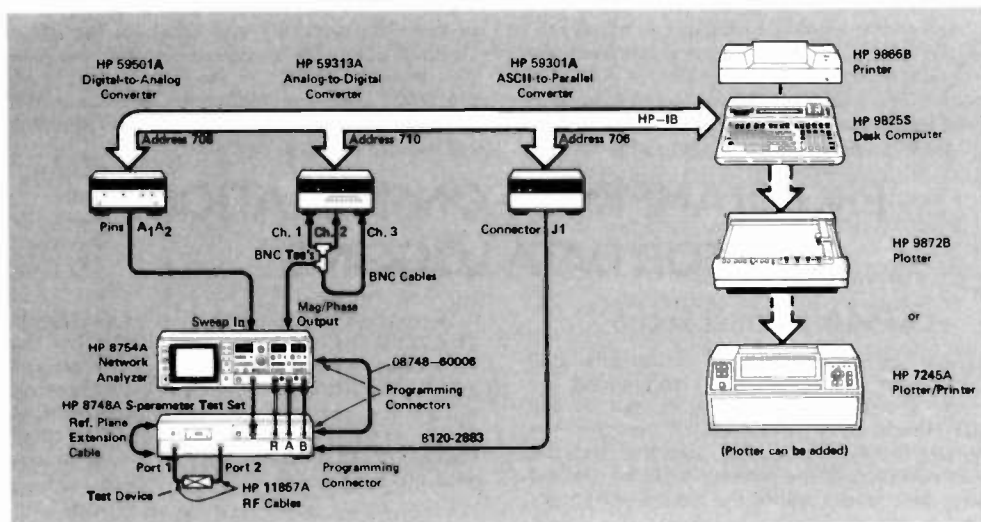 HP 59501A
Digital-to-Analog
Converter
HP 59313A
Analog-to-Digital
Converter
HP 59301A
ASCII-to-Parallel
Converter
HP 9866B
Printer
HP-IB
HP 9825S
Desk Computer
Address 708
Address 710
Address 706
Pins A1A2
Ch. 1
Ch. 2
Ch. 3
Connector J1
BNC Tee's
BNC Cables
HP 9872B
Plotter
or
Mag/Phase
Output
Sweep In
HP 8754A
Network
Analyzer
08748-60006
Programming
Connectors
HP 7245A
Plotter/Printer
HP 8748A S-parameter Test Set
Ref. Plane
Extension
Cable
R A B
8120-2883
Port 1
Port 2
Programming
Connector
(Plotter can be added)
Test Device
HP 11857A
RF Cables